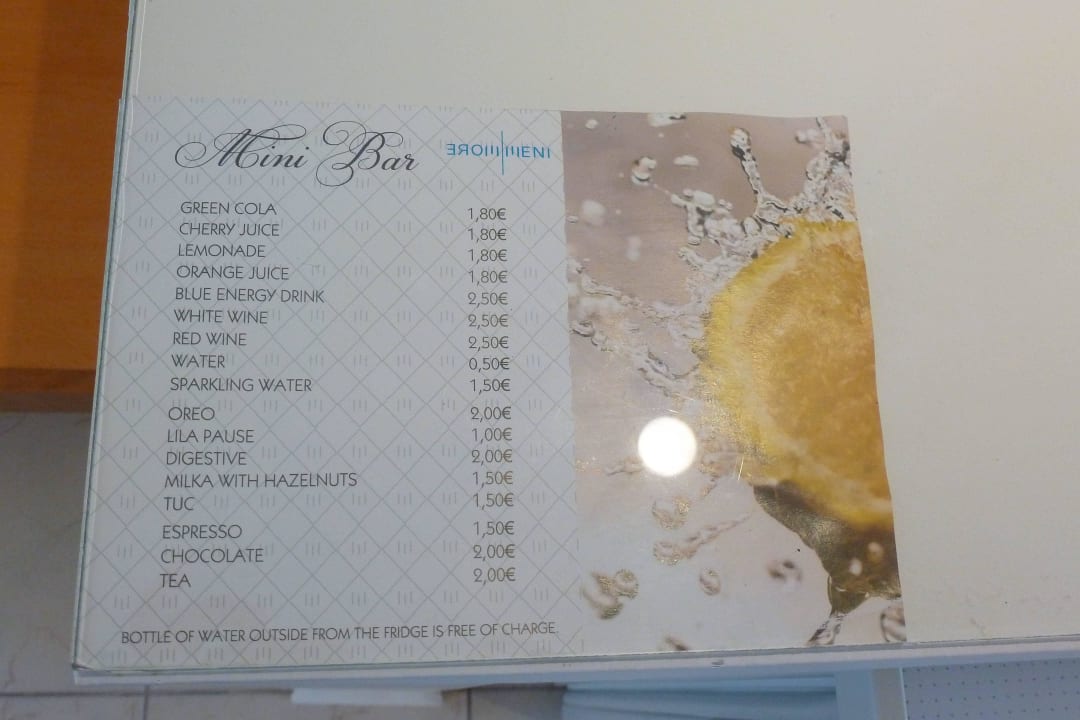 Mini Bar
GREEN COLA 1,80€
CHERRY JUICE 1,80€
LEMONADE 1,80€
ORANGE JUICE 1,80€
BLUE ENERGY DRINK 2,50€
WHITE WINE 2,50€
RED WINE 2,50€
WATER 0,50€
SPARKLING WATER 1,50€
OREO 2,00€
LILA PAUSE 1,00€
DIGESTIVE 2,00€
MILKA WITH HAZELNUTS 1,50€
TUC 1,50€
ESPRESSO 1,50€
CHOCOLATE 2,00€
TEA 2,00€
BOTTLE OF WATER OUTSIDE FROM THE FRIDGE IS FREE OF CHARGE.